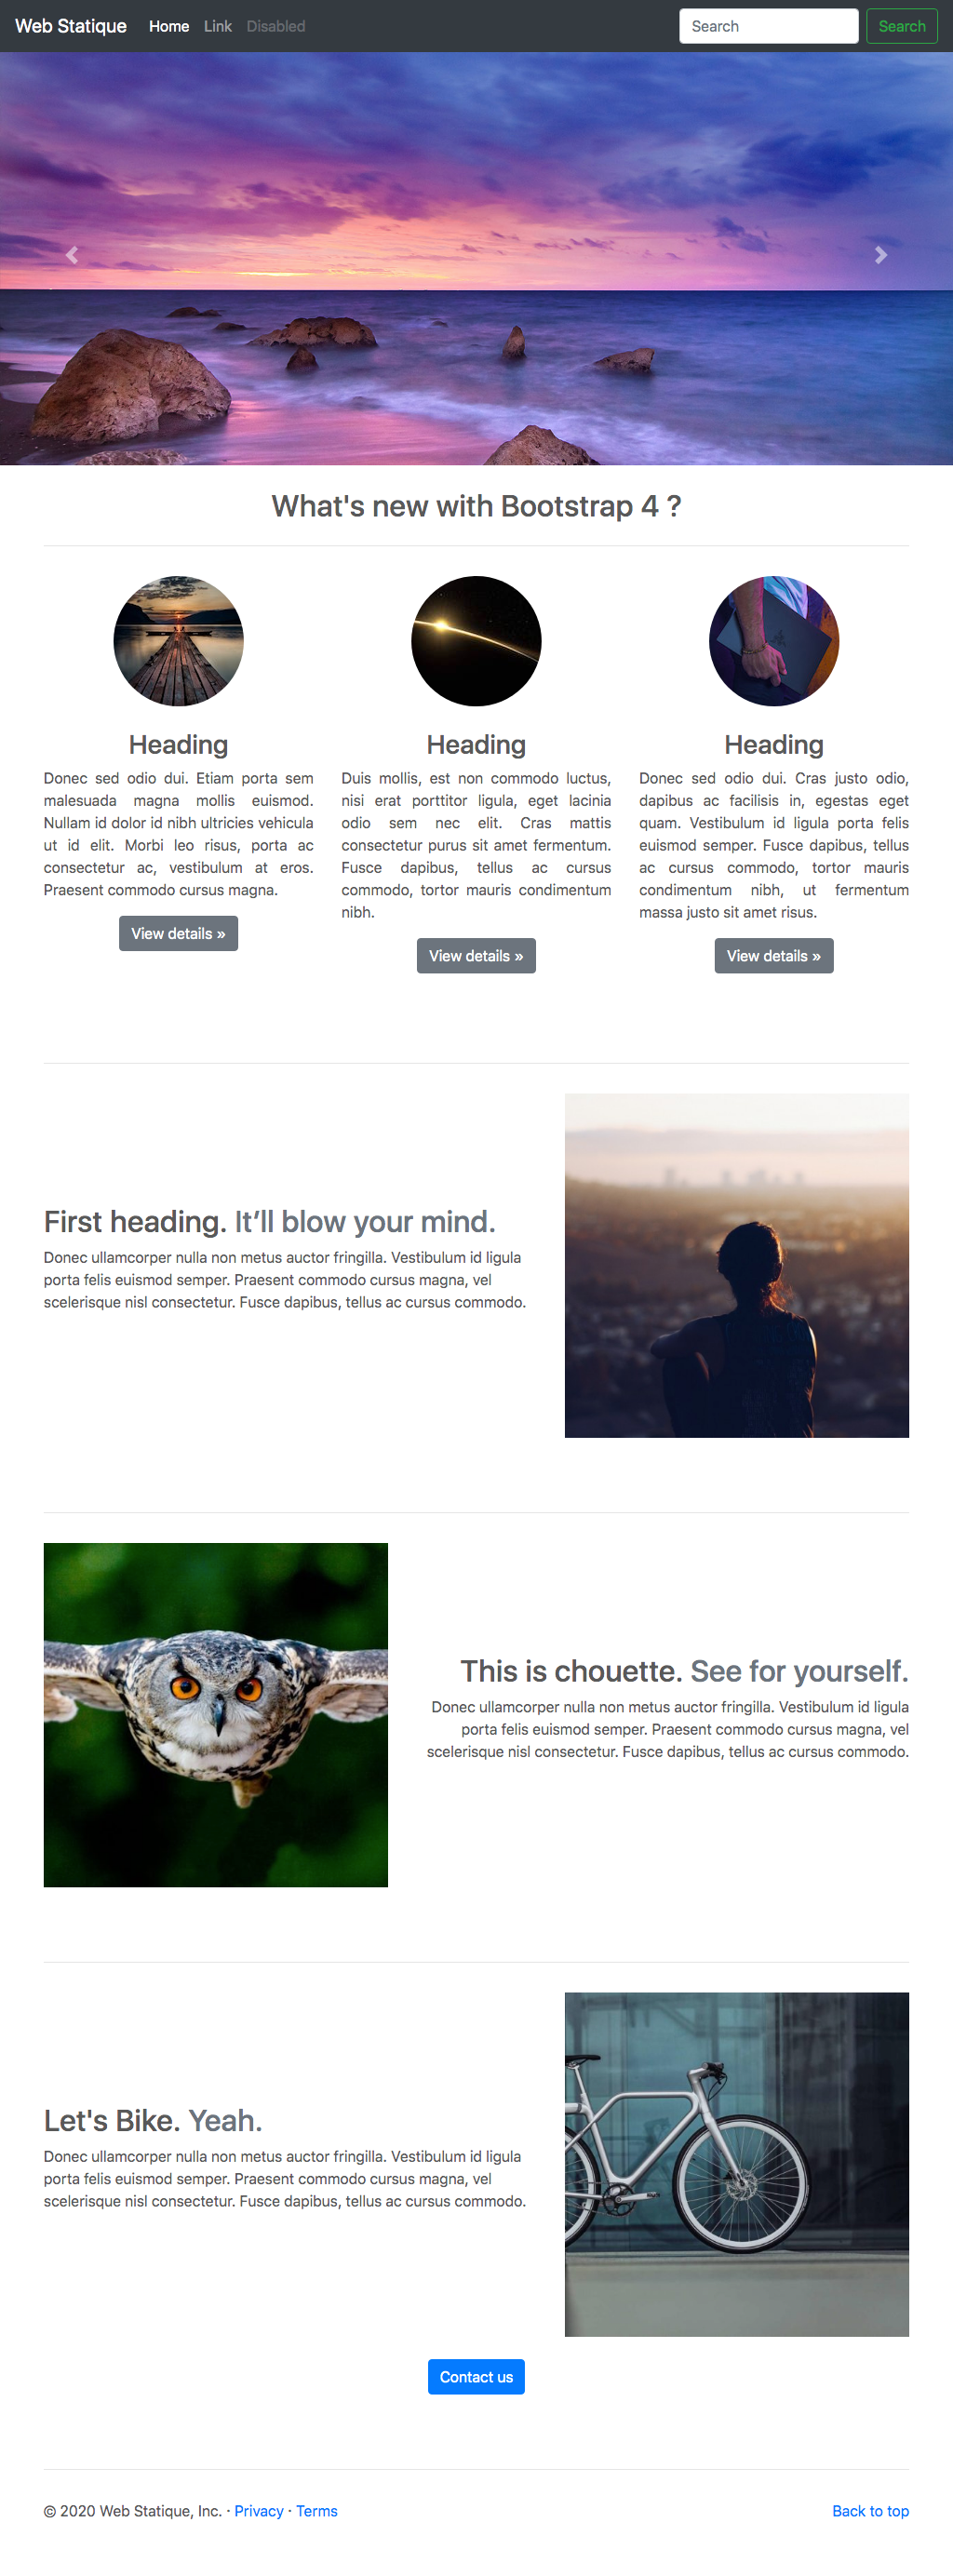 Web Statique Home Link Disabled Search Search
What's new with Bootstrap 4 ?
Heading
Donec sed odio dui. Etiam porta sem
malesuada magna mollis euismod.
Nullam id dolor id nibh ultricies vehicula
ut id elit. Morbi leo risus, porta ac
consectetur ac, vestibulum at eros.
Praesent commodo cursus magna.
View details »
Heading
Duis mollis, est non commodo luctus,
nisi erat porttitor ligula, eget lacinia
odio sem nec elit. Cras mattis
consectetur purus sit amet fermentum.
Fusce dapibus, tellus ac cursus
commodo, tortor mauris condimentum
nibh.
View details »
Heading
Donec sed odio dui. Cras justo odio,
dapibus ac facilisis in, egestas eget
quam. Vestibulum id ligula porta felis
euismod semper. Fusce dapibus, tellus
ac cursus commodo, tortor mauris
condimentum nibh, ut fermentum
massa justo sit amet risus.
View details »
First heading. It’ll blow your mind.
Donec ullamcorper nulla non metus auctor fringilla. Vestibulum id ligula
porta felis euismod semper. Praesent commodo cursus magna, vel
scelerisque nisl consectetur. Fusce dapibus, tellus ac cursus commodo.
This is chouette. See for yourself.
Donec ullamcorper nulla non metus auctor fringilla. Vestibulum id ligula
porta felis euismod semper. Praesent commodo cursus magna, vel
scelerisque nisl consectetur. Fusce dapibus, tellus ac cursus commodo.
Let's Bike. Yeah.
Donec ullamcorper nulla non metus auctor fringilla. Vestibulum id ligula
porta felis euismod semper. Praesent commodo cursus magna, vel
scelerisque nisl consectetur. Fusce dapibus, tellus ac cursus commodo.
Contact us
© 2020 Web Statique, Inc. · Privacy · Terms Back to top